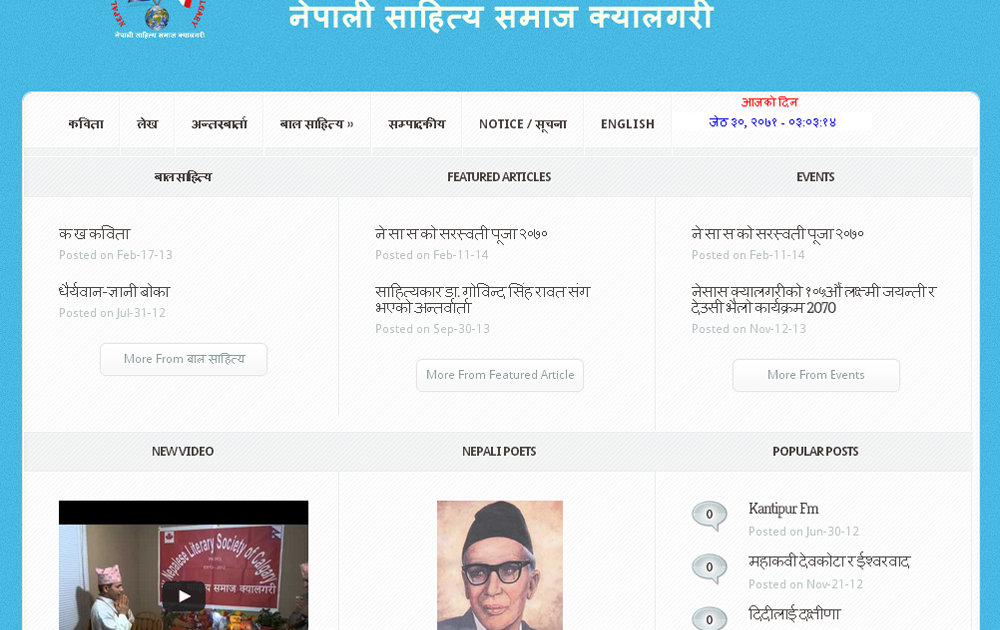 नेपाली साहित्य समाज क्यालगरी
नेपाली साहित्य समाज क्यालगरी
आजको दिन
जेठ ३०, २०७१ - ०३:०३:१४
कविता
लेख
अन्तरबार्ता
बाल साहित्य »
सम्पादकीय
NOTICE / सूचना
ENGLISH
बाल साहित्य
FEATURED ARTICLES
EVENTS
क ख कविता
Posted on Feb-17-13
धैर्यवान-ज्ञानी बोका
Posted on Jul-31-12
More From बाल साहित्य
ने सा स को सरस्वती पूजा २०७०
Posted on Feb-11-14
साहित्यकार डा. गोविन्द सिंह रावत संग
भएको अन्तर्वार्ता
Posted on Sep-30-13
More From Featured Article
ने सा स को सरस्वती पूजा २०७०
Posted on Feb-11-14
नेसास क्यालगरीको १०५औं लक्ष्मी जयन्ती र
देउसी भैलो कार्यक्रम 2070
Posted on Nov-12-13
More From Events
NEW VIDEO
NEPALI POETS
POPULAR POSTS
Nepalese Literary Society of Calgary
समाज क्यालगरी
0
Kantipur Fm
Posted on Jun-30-12
0
महाकवी देवकोटा र ईश्वरवाद
Posted on Nov-21-12
0
दिदीलाई दक्षीणा